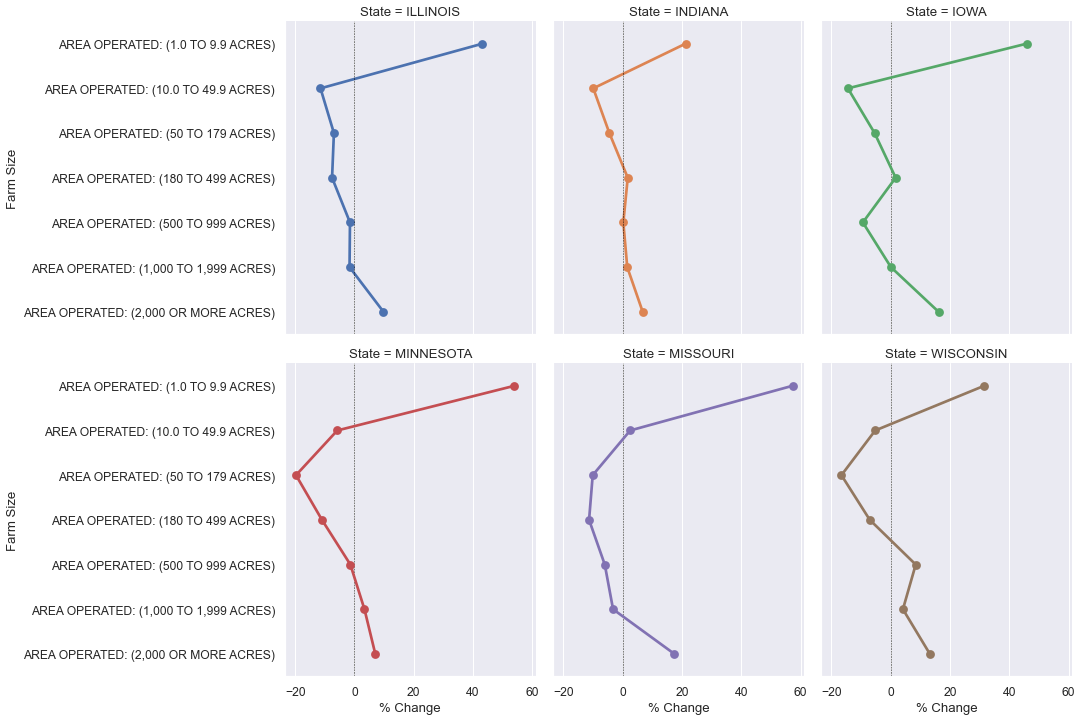 State = ILLINOIS
State = INDIANA
State = IOWA
Farm Size
AREA OPERATED: (1.0 TO 9.9 ACRES)
AREA OPERATED: (10.0 TO 49.9 ACRES)
AREA OPERATED: (50 TO 179 ACRES)
AREA OPERATED: (180 TO 499 ACRES)
AREA OPERATED: (500 TO 999 ACRES)
AREA OPERATED: (1,000 TO 1,999 ACRES)
AREA OPERATED: (2,000 OR MORE ACRES)
State = MINNESOTA
State = MISSOURI
State = WISCONSIN
Farm Size
AREA OPERATED: (1.0 TO 9.9 ACRES)
AREA OPERATED: (10.0 TO 49.9 ACRES)
AREA OPERATED: (50 TO 179 ACRES)
AREA OPERATED: (180 TO 499 ACRES)
AREA OPERATED: (500 TO 999 ACRES)
AREA OPERATED: (1,000 TO 1,999 ACRES)
AREA OPERATED: (2,000 OR MORE ACRES)
−20 0 20 40 60
−20 0 20 40 60
−20 0 20 40 60
% Change
% Change
% Change